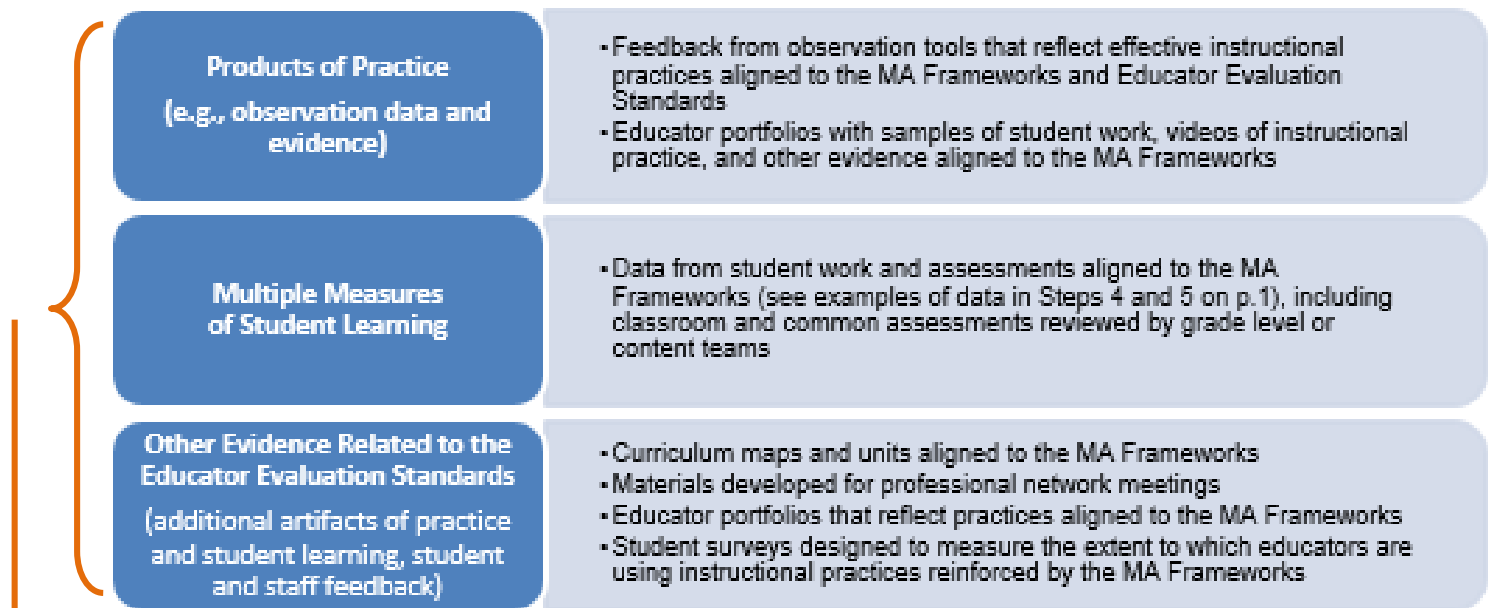 Products of Practice
(e.g., observation data and
evidence)
▪ Feedback from observation tools that reflect effective instructional
practices aligned to the MA Frameworks and Educator Evaluation
Standards
▪ Educator portfolios with samples of student work, videos of instructional
practice, and other evidence aligned to the MA Frameworks
Multiple Measures
of Student Learning
▪ Data from student work and assessments aligned to the MA
Frameworks (see examples of data in Steps 4 and 5 on p.1), including
classroom and common assessments reviewed by grade level or
content teams
Other Evidence Related to the
Educator Evaluation Standards
(additional artifacts of practice
and student learning, student
and staff feedback)
▪ Curriculum maps and units aligned to the MA Frameworks
▪ Materials developed for professional network meetings
▪ Educator portfolios that reflect practices aligned to the MA Frameworks
▪ Student surveys designed to measure the extent to which educators are
using instructional practices reinforced by the MA Frameworks